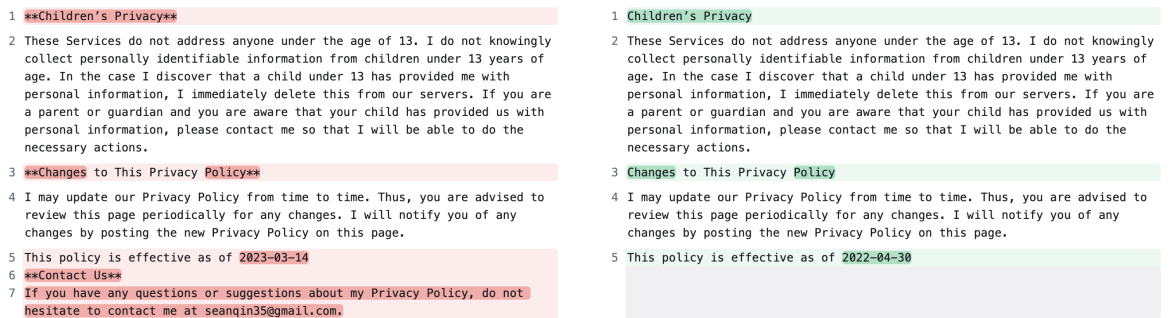 1 **Children’s Privacy**
2 These Services do not address anyone under the age of 13. I do not knowingly
collect personally identifiable information from children under 13 years of
age. In the case I discover that a child under 13 has provided me with
personal information, I immediately delete this from our servers. If you are
a parent or guardian and you are aware that your child has provided us with
personal information, please contact me so that I will be able to do the
necessary actions.
3 **Changes to This Privacy Policy**
4 I may update our Privacy Policy from time to time. Thus, you are advised to
review this page periodically for any changes. I will notify you of any
changes by posting the new Privacy Policy on this page.
5 This policy is effective as of 2023-03-14
6 **Contact Us**
7 If you have any questions or suggestions about my Privacy Policy, do not
hesitate to contact me at seanqin35@gmail.com.
1 Children’s Privacy
2 These Services do not address anyone under the age of 13. I do not knowingly
collect personally identifiable information from children under 13 years of
age. In the case I discover that a child under 13 has provided me with
personal information, I immediately delete this from our servers. If you are
a parent or guardian and you are aware that your child has provided us with
personal information, please contact me so that I will be able to do the
necessary actions.
3 Changes to This Privacy Policy
4 I may update our Privacy Policy from time to time. Thus, you are advised to
review this page periodically for any changes. I will notify you of any
changes by posting the new Privacy Policy on this page.
5 This policy is effective as of 2022-04-30